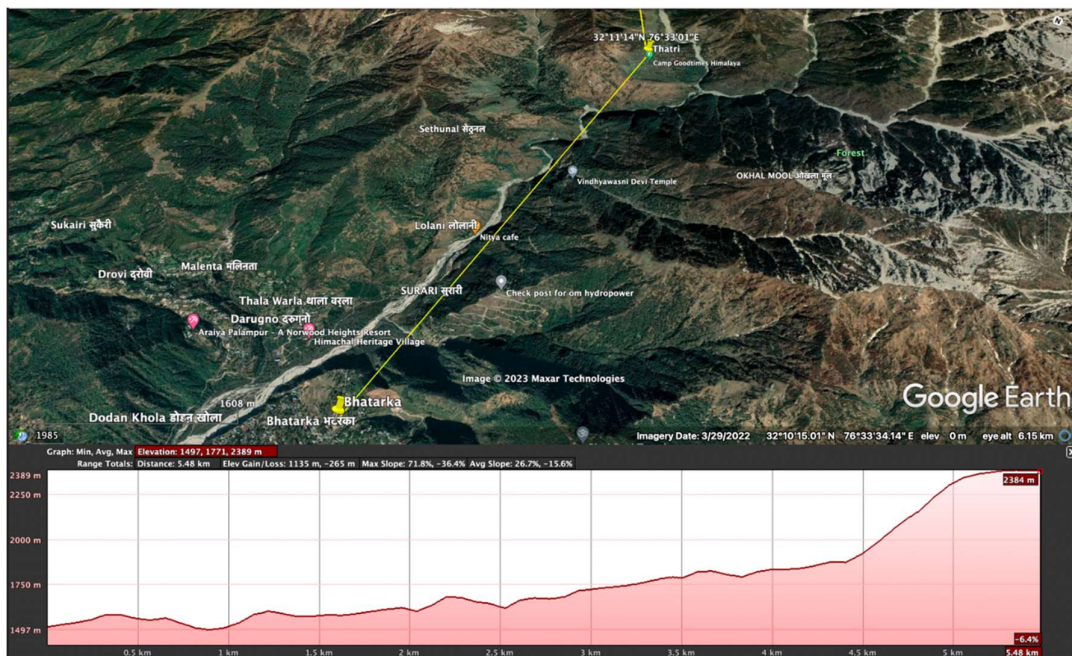 32°11'14"N 76°33'01"E
Thatri
Camp Goodtimes Himalaya
Sethunal सेठुनल
Forest
Vindhyawasni Devi Temple
OKHAL MOOL ओखला मूल
Sukairi सुकैरी
Lolani लोलानी
Nitya cafe
Malenta मलिनता
Drovi दरोवी
SURARI सुरारी
Check post for om hydropower
Thala Warla थाला वरला
Darugno दरुगनो
Araiya Palampur - A Norwood Heights Resort
Himachal Heritage Village
Image © 2023 Maxar Technologies
Google Earth
1608 m
Bhatarka
Dodan Khola डोहन खोला
Bhatarka भटरका
1985
Imagery Date: 3/29/2022 32°10'15.01" N 76°33'34.14" E elev 0 m eye alt 6.15 km
Graph: Min, Avg, Max Elevation: 1497, 1771, 2389 m
Range Totals: Distance: 5.48 km Elev Gain/Loss: 1135 m, -265 m Max Slope: 71.8%, -36.4% Avg Slope: 26.7%, -15.6%
2389 m
2384 m
2250 m
2000 m
1750 m
1497 m
-6.4%
0.5 km 1 km 1.5 km 2 km 2.5 km 3 km 3.5 km 4 km 4.5 km 5 km 5.48 km